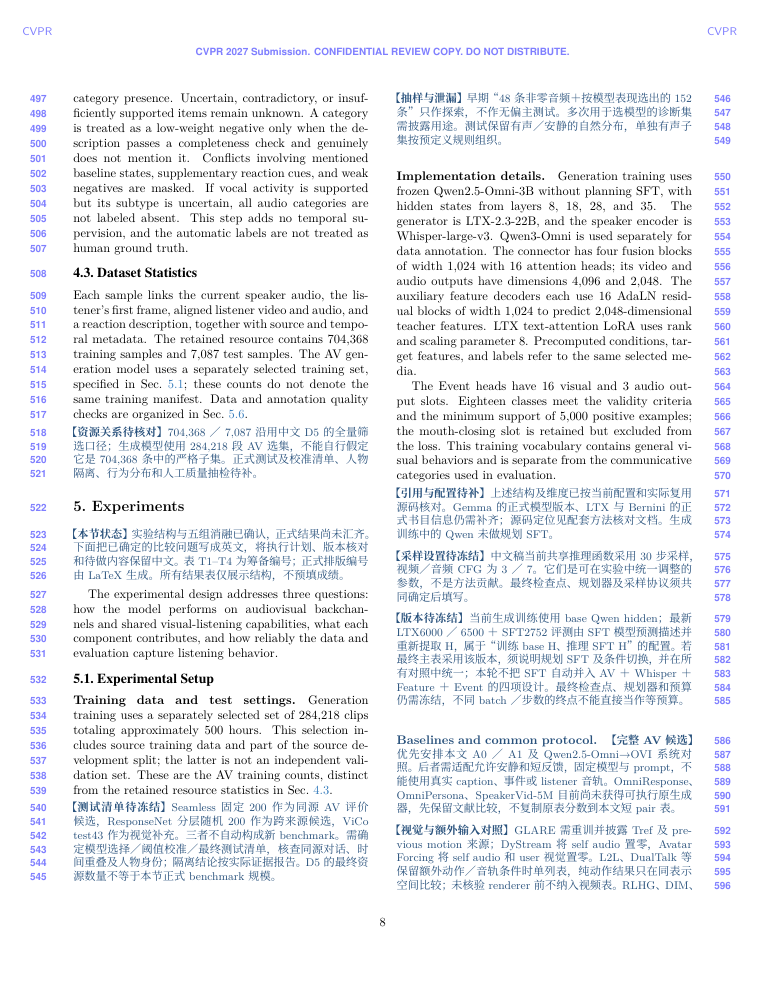 CVPR
CVPR
CVPR 2027 Submission. CONFIDENTIAL REVIEW COPY. DO NOT DISTRIBUTE.
497 category presence. Uncertain, contradictory, or insuf-
498 ficiently supported items remain unknown. A category
499 is treated as a low-weight negative only when the de-
500 scription passes a completeness check and genuinely
501 does not mention it. Conflicts involving mentioned
502 baseline states, supplementary reaction cues, and weak
503 negatives are masked. If vocal activity is supported
504 but its subtype is uncertain, all audio categories are
505 not labeled absent. This step adds no temporal su-
506 pervision, and the automatic labels are not treated as
507 human ground truth.
508 4.3. Dataset Statistics
509 Each sample links the current speaker audio, the lis-
510 tener's first frame, aligned listener video and audio, and
511 a reaction description, together with source and tempo-
512 ral metadata. The retained resource contains 704,368
513 training samples and 7,087 test samples. The AV gen-
514 eration model uses a separately selected training set,
515 specified in Sec. 5.1; these counts do not denote the
516 same training manifest. Data and annotation quality
517 checks are organized in Sec. 5.6.
518 【资源关系待核对】704,368 / 7,087 沿用中文 D5 的全量筛
519 选口径；生成模型使用 284,218 段 AV 选集，不能自行假定
520 它是 704,368 条中的严格子集。正式测试及校准清单、人物
521 隔离、行为分布和人工质量抽检待补。
522 5. Experiments
523 【本节状态】实验结构与五组消融已确认，正式结果尚未汇齐。
524 下面把已确定的比较问题写成英文，将执行计划、版本核对
525 和待做内容保留中文。表 T1–T4 为筹备编号；正式排版编号
526 由 LaTeX 生成。所有结果表仅展示结构，不预填成绩。
527 The experimental design addresses three questions:
528 how the model performs on audiovisual backchan-
529 nels and shared visual-listening capabilities, what each
530 component contributes, and how reliably the data and
531 evaluation capture listening behavior.
532 5.1. Experimental Setup
533 Training data and test settings. Generation
534 training uses a separately selected set of 284,218 clips
535 totaling approximately 500 hours. This selection in-
536 cludes source training data and part of the source de-
537 velopment split; the latter is not an independent vali-
538 dation set. These are the AV training counts, distinct
539 from the retained resource statistics in Sec. 4.3.
540 【测试清单待冻结】Seamless 固定 200 作为同源 AV 评价
541 候选，ResponseNet 分层随机 200 作为跨来源候选，ViCo
542 test43 作为视觉补充。三者不自动构成新 benchmark。需确
543 定模型选择／阈值校准／最终测试清单，核查同源对话、时
544 间重叠及人物身份；隔离结论按实际证据报告。D5 的最终资
545 源数量不等于本节正式 benchmark 规模。
546 【抽样与泄漏】早期“48 条非零音频＋按模型表现选出的 152
547 条”只作探索，不作无偏主测试。多次用于选模型的诊断集
548 需披露用途。测试保留有声／安静的自然分布，单独有声子
549 集按预定义规则组织。
550 Implementation details. Generation training uses
551 frozen Qwen2.5-Omni-3B without planning SFT, with
552 hidden states from layers 8, 18, 28, and 35. The
553 generator is LTX-2.3-22B, and the speaker encoder is
554 Whisper-large-v3. Qwen3-Omni is used separately for
555 data annotation. The connector has four fusion blocks
556 of width 1,024 with 16 attention heads; its video and
557 audio outputs have dimensions 4,096 and 2,048. The
558 auxiliary feature decoders each use 16 AdaLN resid-
559 ual blocks of width 1,024 to predict 2,048-dimensional
560 teacher features. LTX text-attention LoRA uses rank
561 and scaling parameter 8. Precomputed conditions, tar-
562 get features, and labels refer to the same selected me-
563 dia.
564 The Event heads have 16 visual and 3 audio out-
565 put slots. Eighteen classes meet the validity criteria
566 and the minimum support of 5,000 positive examples;
567 the mouth-closing slot is retained but excluded from
568 the loss. This training vocabulary contains general vi-
569 sual behaviors and is separate from the communicative
570 categories used in evaluation.
571 【引用与配置待补】上述结构及维度已按当前配置和实际复用
572 源码核对。Gemma 的正式模型版本、LTX 与 Bernini 的正
573 式书目信息仍需补齐；源码定位见配套方法核对文档。生成
574 训练中的 Qwen 未做规划 SFT。
575 【采样设置待冻结】中文稿当前共享推理函数采用 30 步采样，
576 视频／音频 CFG 为 3 ／ 7。它们是可在实验中统一调整的
577 参数，不是方法贡献。最终检查点、规划器及采样协议须共
578 同确定后填写。
579 【版本待冻结】当前生成训练使用 base Qwen hidden；最新
580 LTX6000 ／ 6500 + SFT2752 评测由 SFT 模型预测描述并
581 重新提取 H，属于“训练 base H、推理 SFT H”的配置。若
582 最终主表采用该版本，须说明规划 SFT 及条件切换，并在所
583 有对照中统一；本轮不把 SFT 自动并入 AV + Whisper +
584 Feature + Event 的四项设计。最终检查点、规划器和预算
585 仍需冻结，不同 batch ／步数的终点不能直接当作等预算。
586 Baselines and common protocol. 【完整 AV 候选】
587 优先安排本文 A0 ／ A1 及 Qwen2.5-Omni→OVI 系统对
588 照。后者需适配允许安静和短反馈，固定模型与 prompt，不
589 能使用真实 caption、事件或 listener 音轨。OmniResponse、
590 OmniPersona、SpeakerVid-5M 目前尚未获得可执行原生成
591 器，先保留文献比较，不复制原表分数到本文短 pair 表。
592 【视觉与额外输入对照】GLARE 需重训并披露 Tref 及 pre-
593 vious motion 来源；DyStream 将 self audio 置零，Avatar
594 Forcing 将 self audio 和 user 视觉置零。L2L、DualTalk 等
595 保留额外动作／音轨条件时单列表，纯动作结果只在同表示
596 空间比较；未核验 renderer 前不纳入视频表。RLHG、DIM、
8